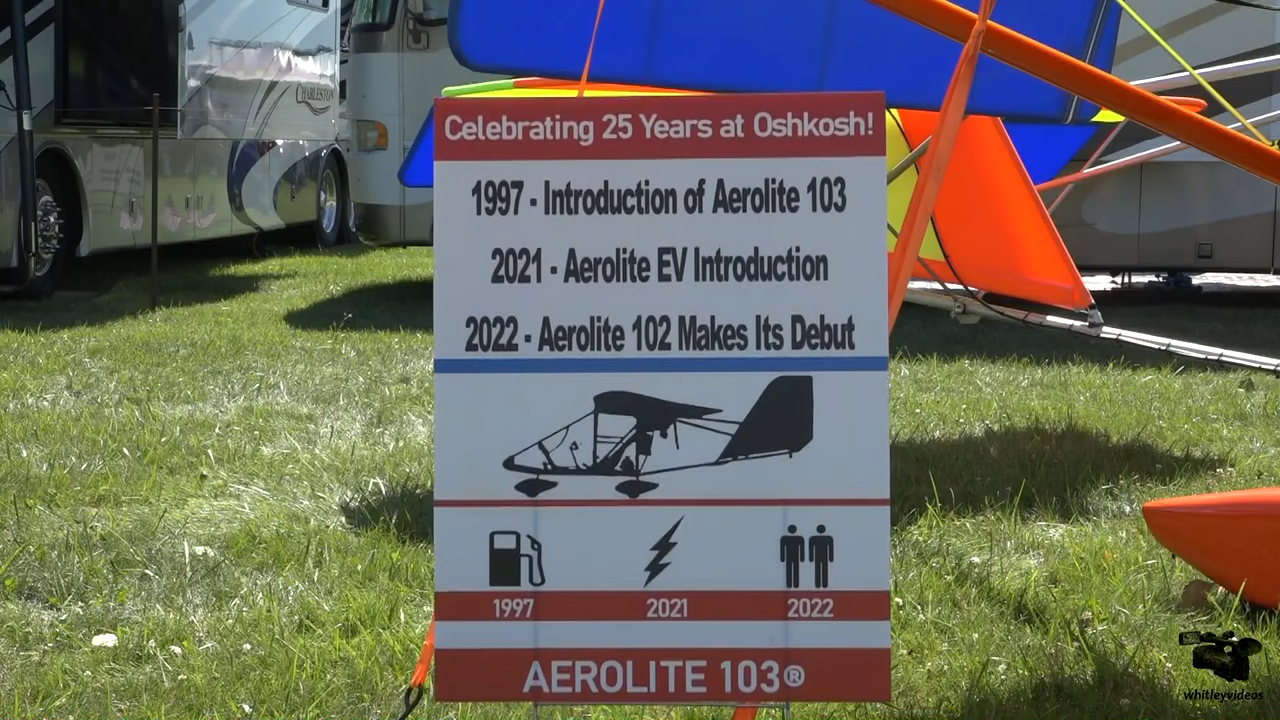 CHARLESTON
Celebrating 25 Years at Oshkosh!
1997 - Introduction of Aerolite 103
2021 - Aerolite EV Introduction
2022 - Aerolite 102 Makes Its Debut
1997 2021 2022
AEROLITE 103®
whitleyvideos